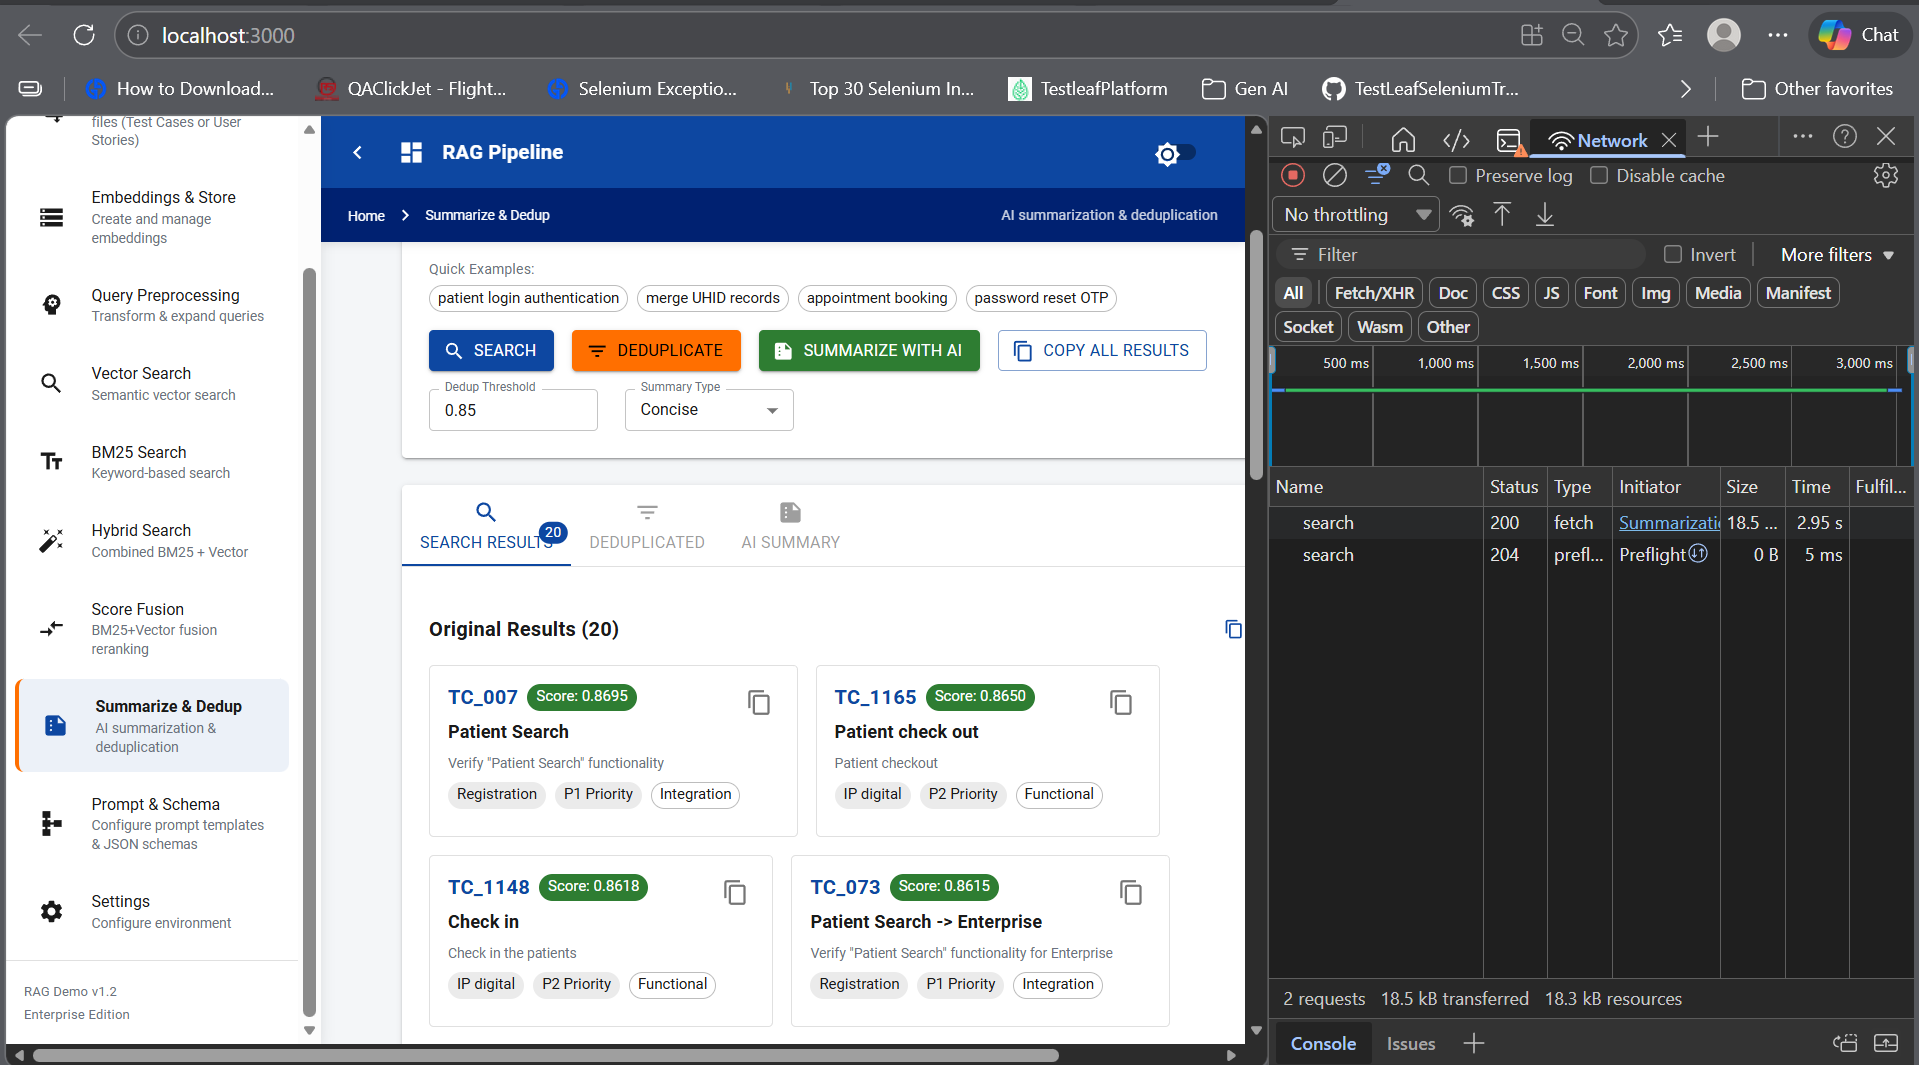 localhost:3000
Chat
How to Download...
QAClickJet - Flight...
Selenium Exceptio...
Top 30 Selenium In...
TestleafPlatform
Gen AI
TestLeafSeleniumTr...
Other favorites
files (Test Cases or User
Stories)
Embeddings & Store
Create and manage
embeddings
Query Preprocessing
Transform & expand queries
Vector Search
Semantic vector search
BM25 Search
Keyword-based search
Hybrid Search
Combined BM25 + Vector
Score Fusion
BM25+Vector fusion
reranking
Summarize & Dedup
AI summarization &
deduplication
Prompt & Schema
Configure prompt templates
& JSON schemas
Settings
Configure environment
RAG Demo v1.2
Enterprise Edition
RAG Pipeline
Home > Summarize & Dedup
AI summarization & deduplication
Quick Examples:
patient login authentication
merge UHID records
appointment booking
password reset OTP
SEARCH
DEDUPLICATE
SUMMARIZE WITH AI
COPY ALL RESULTS
Dedup Threshold
0.85
Summary Type
Concise
SEARCH RESULTS
20
DEDUPLICATED
AI SUMMARY
Original Results (20)
TC_007 Score: 0.8695
Patient Search
Verify "Patient Search" functionality
Registration P1 Priority Integration
TC_1165 Score: 0.8650
Patient check out
Patient checkout
IP digital P2 Priority Functional
TC_1148 Score: 0.8618
Check in
Check in the patients
IP digital P2 Priority Functional
TC_073 Score: 0.8615
Patient Search -> Enterprise
Verify "Patient Search" functionality for Enterprise
Registration P1 Priority Integration
Network
Preserve log Disable cache
No throttling
Filter Invert More filters
All Fetch/XHR Doc CSS JS Font Img Media Manifest
Socket Wasm Other
500 ms 1,000 ms 1,500 ms 2,000 ms 2,500 ms 3,000 ms
Name Status Type Initiator Size Time Fulfil...
search 200 fetch Summarizatio 18.5 ... 2.95 s
search 204 prefl... Preflight 0 B 5 ms
2 requests 18.5 kB transferred 18.3 kB resources
Console Issues